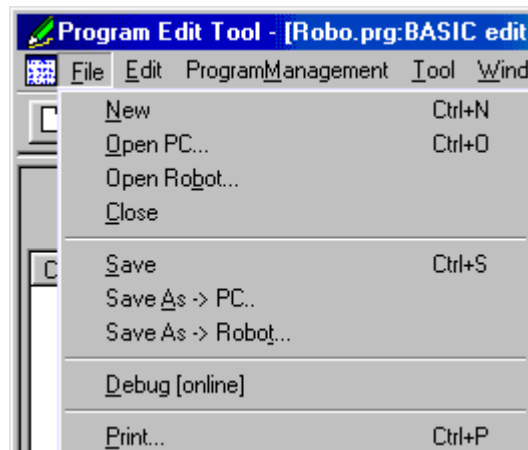 Program Edit Tool - [Robo.prg:BASIC edit
File Edit ProgramManagement Tool Wind
New Ctrl+N
Open PC... Ctrl+O
Open Robot...
Close
Save Ctrl+S
Save As -> PC..
Save As -> Robot...
Debug [online]
Print... Ctrl+P